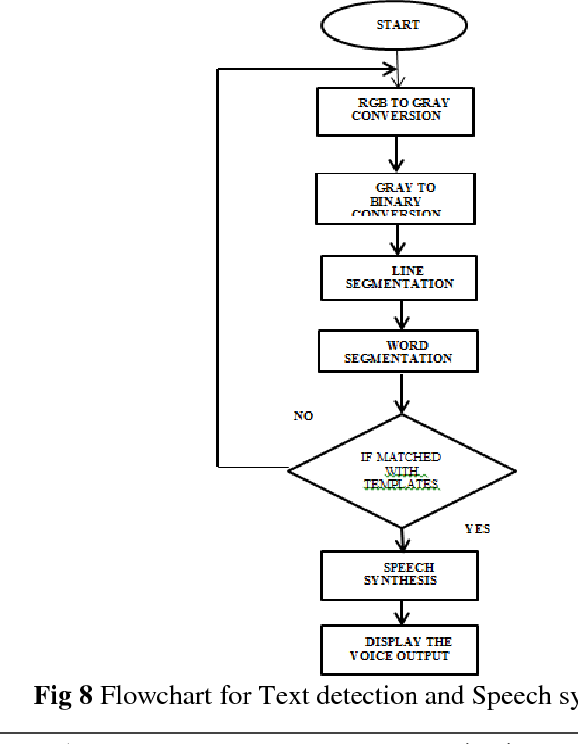 START
RGB TO GRAY
CONVERSION
GRAY TO
BINARY
CONVERSION
LINE
SEGMENTATION
WORD
SEGMENTATION
NO
IF MATCHED
WITH
TEMPLATES
YES
SPEECH
SYNTHESIS
DISPLAY THE
VOICE OUTPUT
Fig 8 Flowchart for Text detection and Speech sy